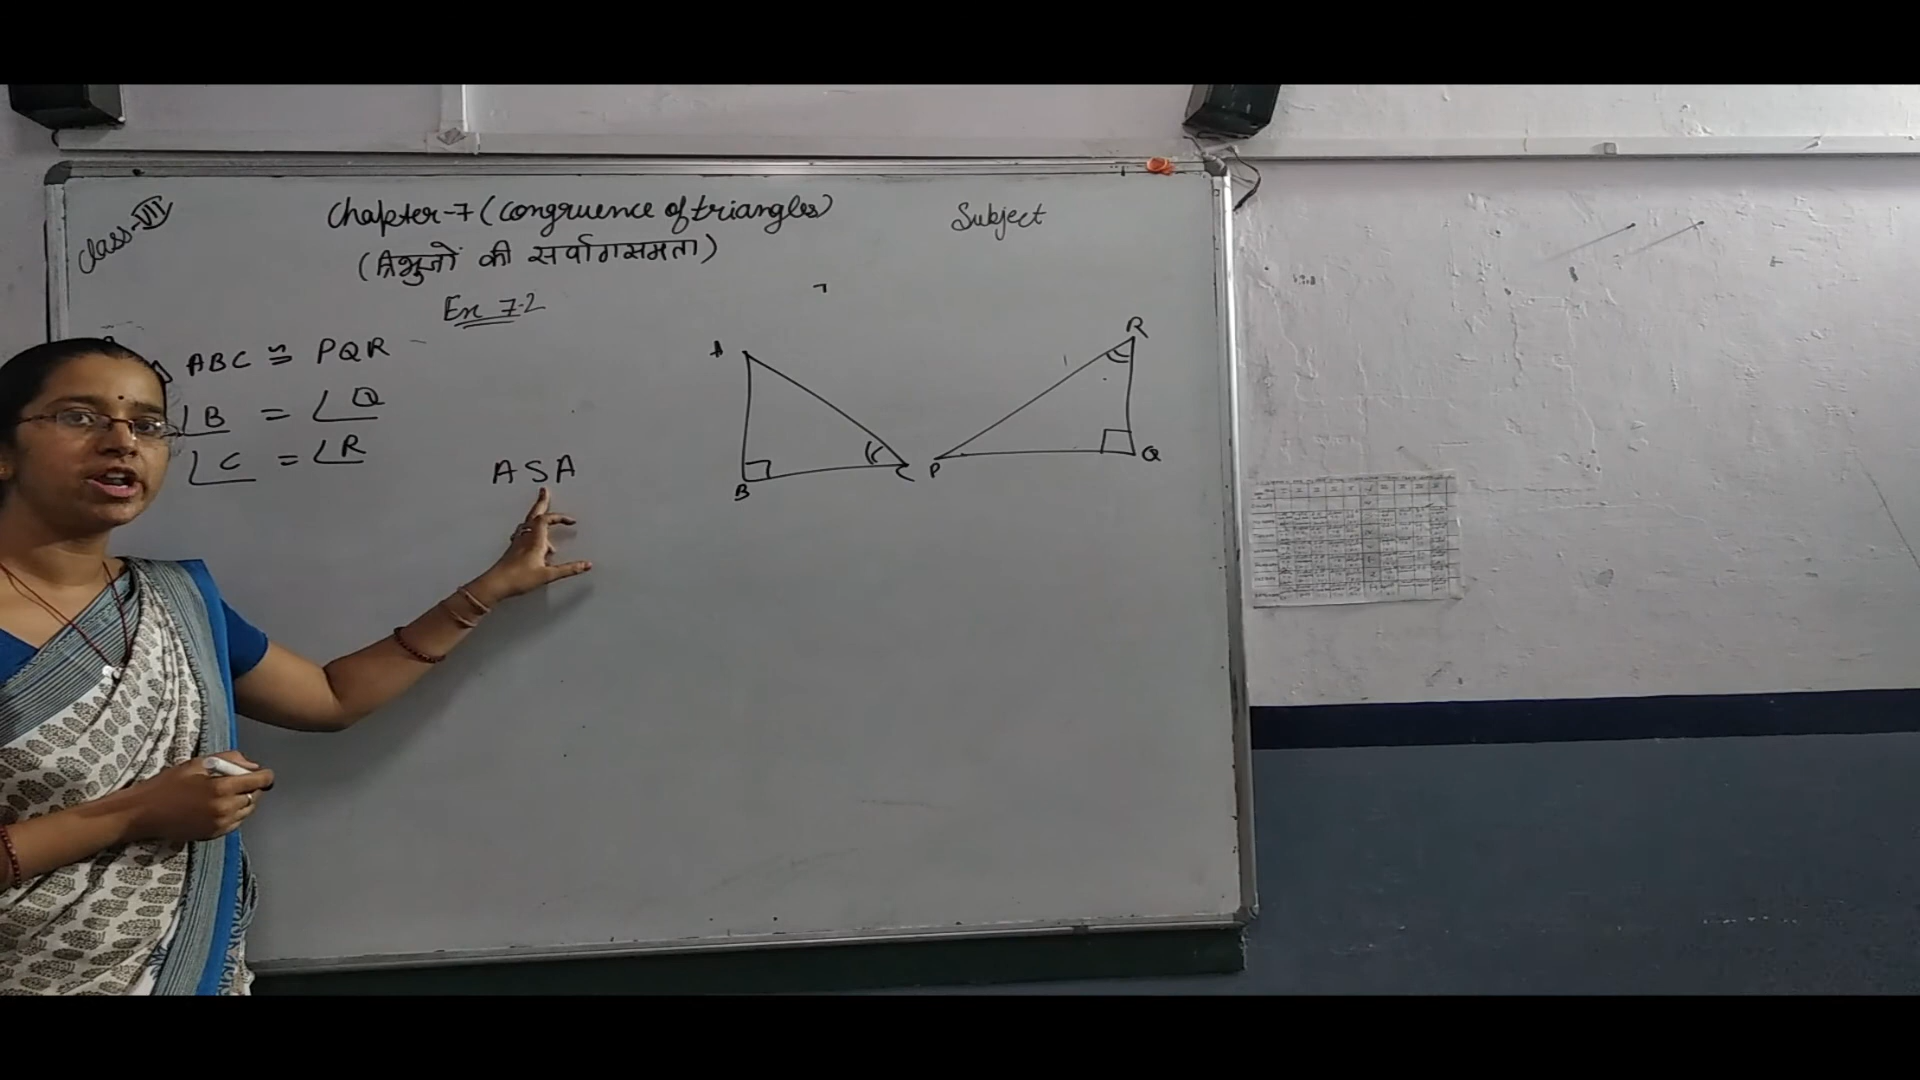 Class-VII
Chapter-7 (Congruence of triangles)
Subject
(त्रिभुजों की सर्वागसमता)
Ex 7.2
ABC ≅ PQR
∠B = ∠Q
∠C = ∠R
ASA
A
B
C
P
R
Q